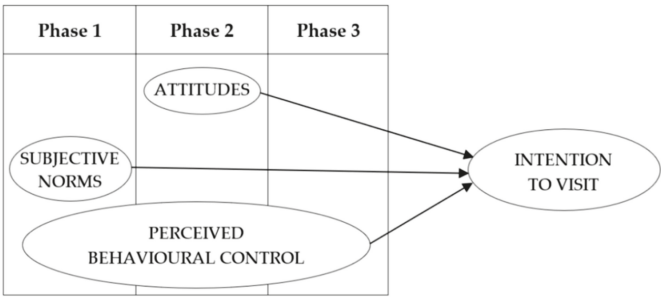 Phase 1 Phase 2 Phase 3
ATTITUDES
SUBJECTIVE
NORMS
INTENTION
TO VISIT
PERCEIVED
BEHAVIOURAL CONTROL